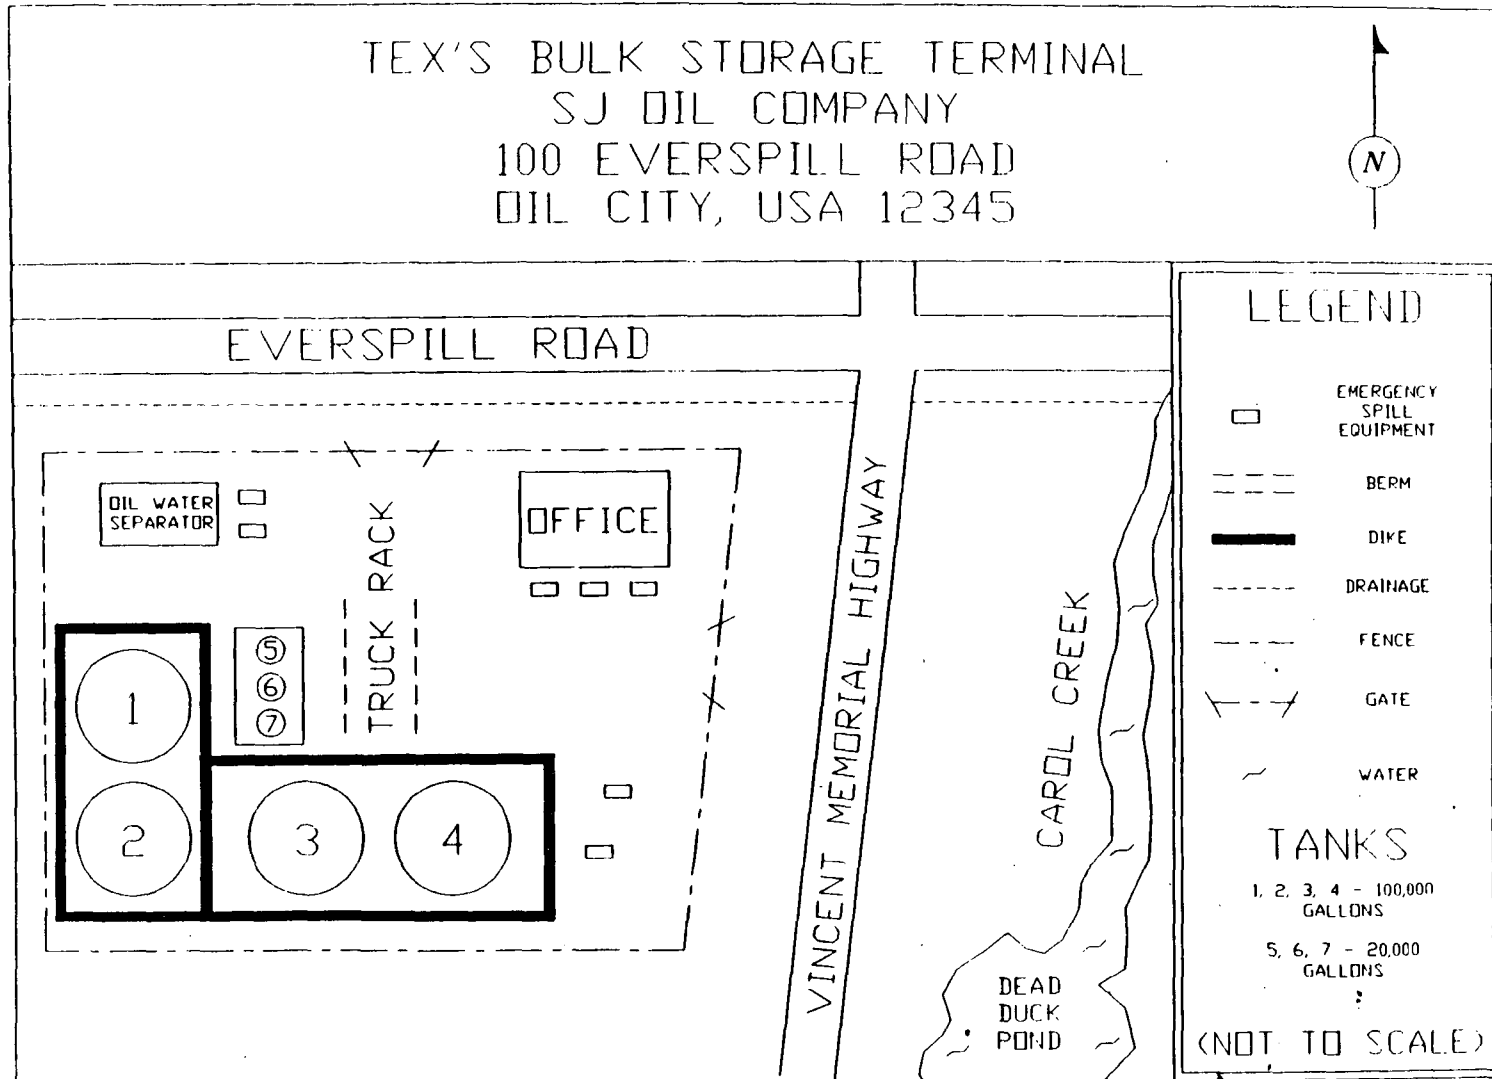 TEX'S BULK STORAGE TERMINAL
SJ OIL COMPANY
100 EVERSPILL ROAD
OIL CITY, USA 12345
N
EVERSPILL ROAD
OIL WATER
SEPARATOR
TRUCK RACK
OFFICE
1
2
3
4
5
6
7
VINCENT MEMORIAL HIGHWAY
CAROL CREEK
DEAD
DUCK
POND
LEGEND
EMERGENCY
SPILL
EQUIPMENT
BERM
DIKE
DRAINAGE
FENCE
GATE
WATER
TANKS
1, 2, 3, 4 - 100,000
GALLONS
5, 6, 7 - 20,000
GALLONS
(NOT TO SCALE)